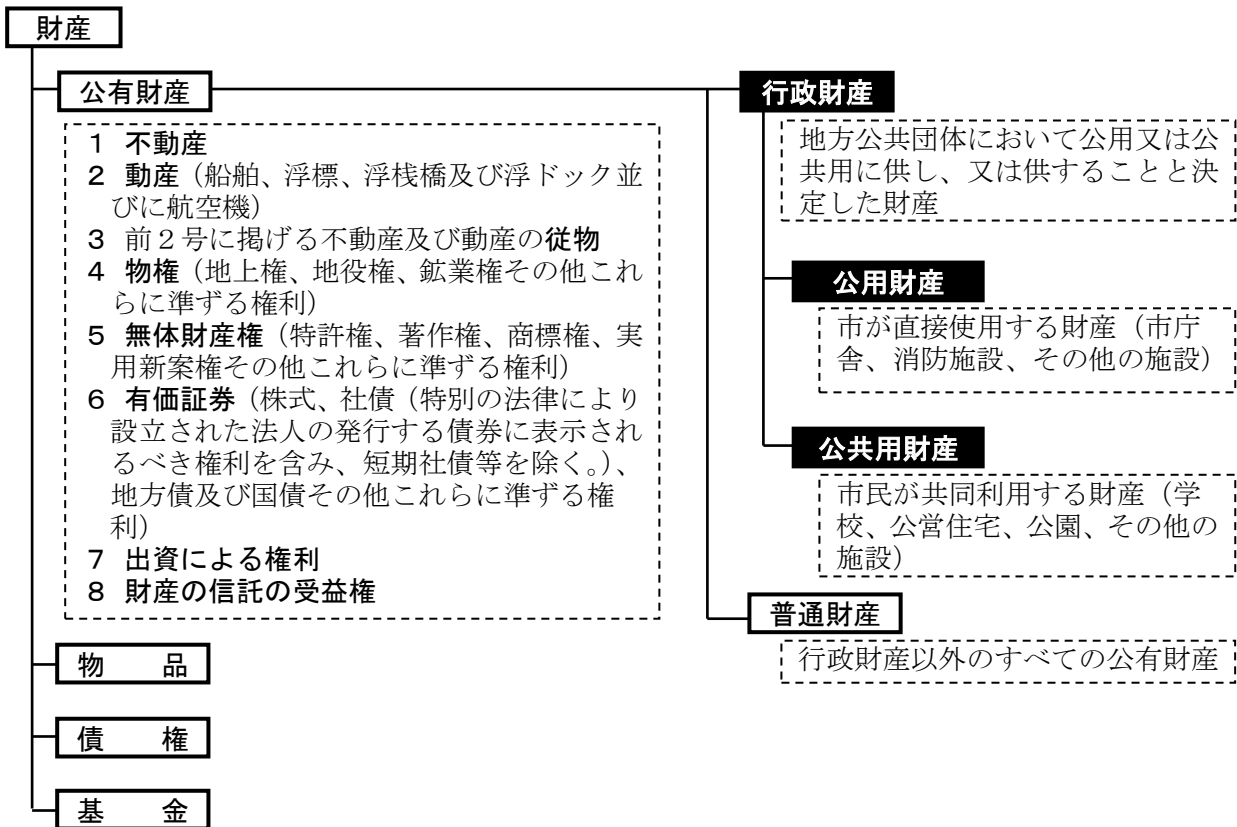 財産
公有財産
1 不動産
2 動産（船舶、浮標、浮桟橋及び浮ドック並
びに航空機）
3 前２号に掲げる不動産及び動産の従物
4 物権（地上権、地役権、鉱業権その他これ
らに準ずる権利）
5 無体財産権（特許権、著作権、商標権、実
用新案権その他これらに準ずる権利）
6 有価証券（株式、社債（特別の法律により
設立された法人の発行する債券に表示され
るべき権利を含み、短期社債等を除く。）、
地方債及び国債その他これらに準ずる権
利）
7 出資による権利
8 財産の信託の受益権
物　品
債　権
基　金
行政財産
地方公共団体において公用又は公
共用に供し、又は供することと決
定した財産
公用財産
市が直接使用する財産（市庁
舎、消防施設、その他の施設）
公共用財産
市民が共同利用する財産（学
校、公営住宅、公園、その他の
施設）
普通財産
行政財産以外のすべての公有財産